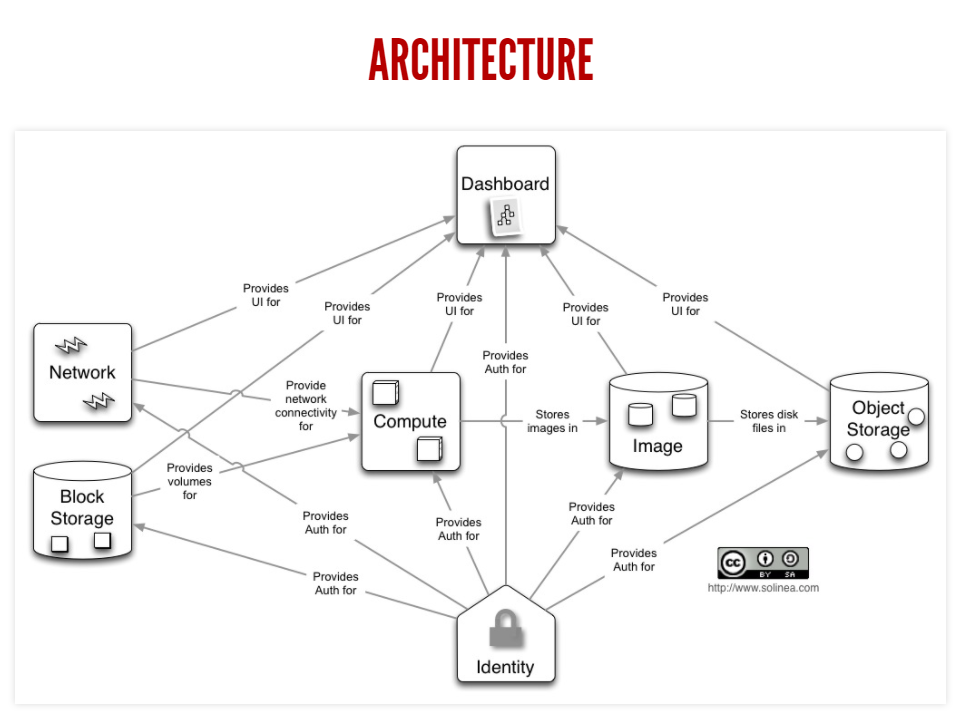 ARCHITECTURE
Dashboard
Provides
UI for
Provides
UI for
Provides
UI for
Provides
UI for
Provides
UI for
Network
Provides
Auth for
Provide
network
connectivity
for
Compute
Stores
images in
Image
Stores disk
files in
Object
Storage
Block
Storage
Provides
volumes
for
Provides
Auth for
Provides
Auth for
Provides
Auth for
Provides
Auth for
Provides
Auth for
cc
BY SA
http://www.solinea.com
Identity